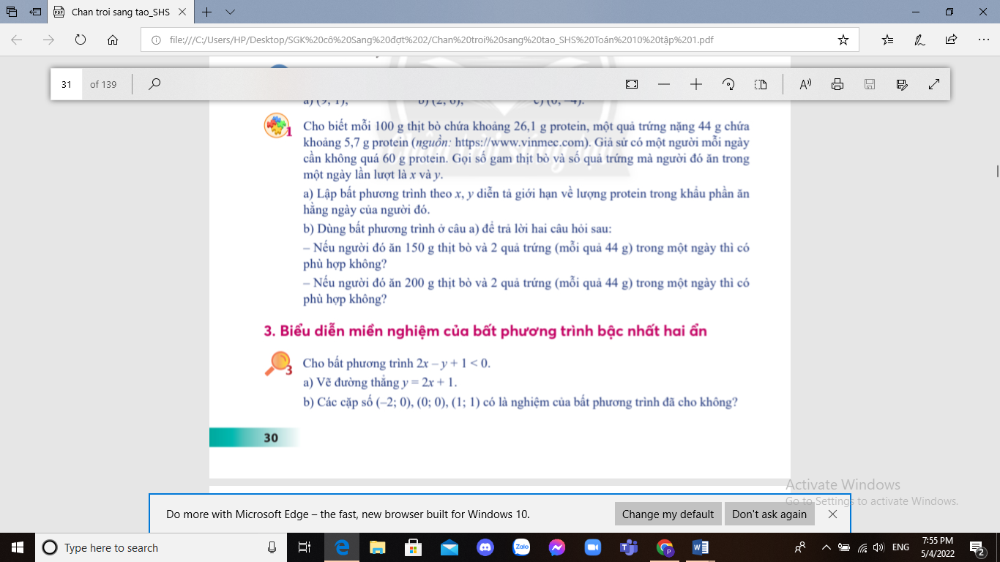 Chan troi sang tao_SHS
file:///C:/Users/HP/Desktop/SGK%20cô%20Sang%20đợt%202/Chan%20troi%20sang%20tao_SHS%20Toán%2010%20tập%201.pdf
31 of 139
Cho biết mỗi 100 g thịt bò chứa khoảng 26,1 g protein, một quả trứng nặng 44 g chứa
1 khoảng 5,7 g protein (nguồn: https://www.vinmec.com). Giả sử có một người mỗi ngày
cần không quá 60 g protein. Gọi số gam thịt bò và số quả trứng mà người đó ăn trong
một ngày lần lượt là x và y.
a) Lập bất phương trình theo x, y diễn tả giới hạn về lượng protein trong khẩu phần ăn
hằng ngày của người đó.
b) Dùng bất phương trình ở câu a) để trả lời hai câu hỏi sau:
– Nếu người đó ăn 150 g thịt bò và 2 quả trứng (mỗi quả 44 g) trong một ngày thì có
phù hợp không?
– Nếu người đó ăn 200 g thịt bò và 2 quả trứng (mỗi quả 44 g) trong một ngày thì có
phù hợp không?
3. Biểu diễn miền nghiệm của bất phương trình bậc nhất hai ẩn
3 Cho bất phương trình 2x – y + 1 < 0.
a) Vẽ đường thẳng y = 2x + 1.
b) Các cặp số (–2; 0), (0; 0), (1; 1) có là nghiệm của bất phương trình đã cho không?
30
Activate Windows
Go to Settings to activate Windows.
Do more with Microsoft Edge – the fast, new browser built for Windows 10.
Change my default
Don't ask again
Type here to search
Zalo
ENG
7:55 PM
5/4/2022
2